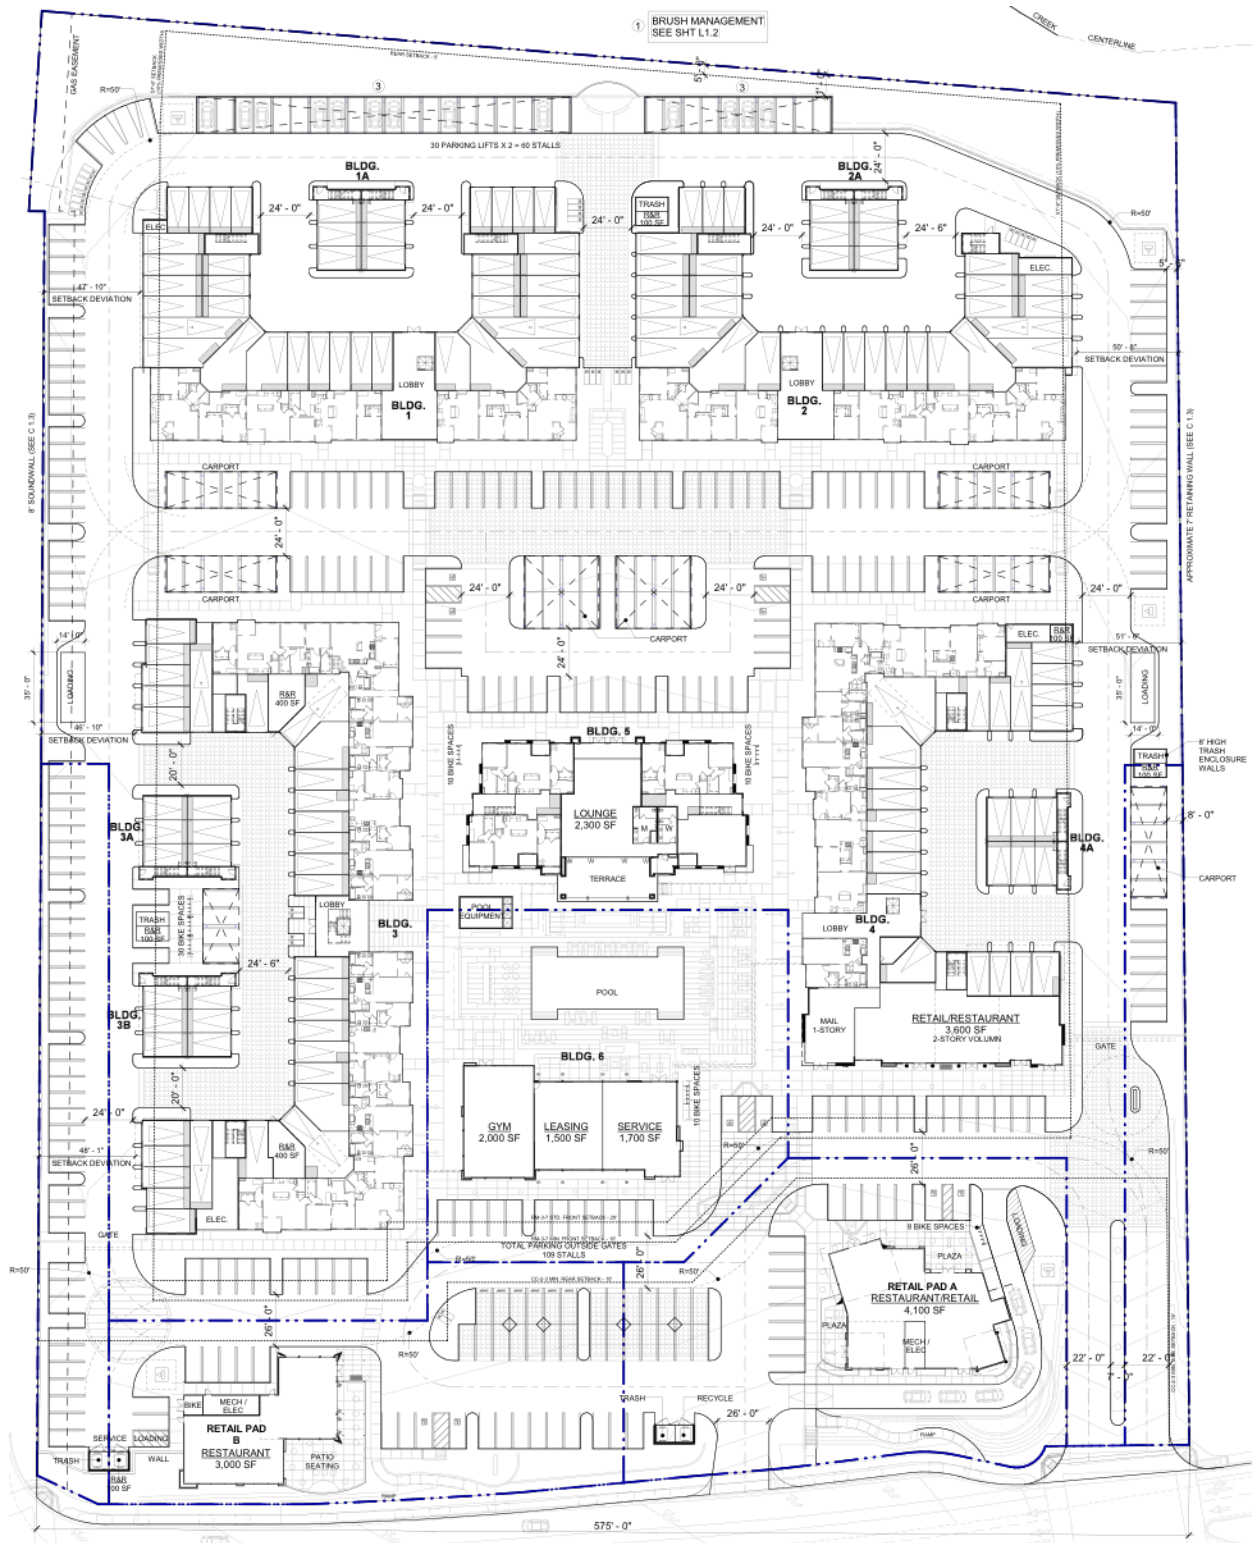 1 BRUSH MANAGEMENT
SEE SHT L1.2
CREEK
CENTERLINE
GAS EASEMENT
REAR SETBACK
R=50'
3
3
30 PARKING LIFTS X 2 = 60 STALLS
BLDG.
1A
BLDG.
2A
24' - 0"
24' - 0"
24' - 0"
24' - 0"
TRASH
R&R
100 SF
24' - 0"
24' - 6"
R=50'
ELEC
ELEC.
47' - 10"
SETBACK DEVIATION
50' - 8"
SETBACK DEVIATION
LOBBY
BLDG.
1
LOBBY
BLDG.
2
8' SOUNDWALL (SEE C 1.3)
APPROXIMATE 7' RETAINING WALL (SEE C 1.3)
CARPORT
CARPORT
24' - 0"
CARPORT
CARPORT
24' - 0"
24' - 0"
24' - 0"
CARPORT
24' - 0"
14' - 0"
35' - 0"
LOADING
R&R
400 SF
ELEC.
R&R
100 SF
51' - 6"
SETBACK DEVIATION
35' - 0"
LOADING
14' - 0"
46' - 10"
SETBACK DEVIATION
20' - 0"
BLDG. 5
10 BIKE SPACES
10 BIKE SPACES
TRASH
R&R
100 SF
8' HIGH
TRASH
ENCLOSURE
WALLS
LOUNGE
2,300 SF
M
W
W W W W
TERRACE
BLDG.
3A
BLDG.
4A
8' - 0"
CARPORT
TRASH
R&R
100 SF
30 BIKE SPACES
LOBBY
BLDG.
3
POOL
EQUIPMENT
BLDG.
4
LOBBY
24' - 6"
POOL
BLDG.
3B
MAIL
1-STORY
RETAIL/RESTAURANT
3,600 SF
2-STORY VOLUMN
GATE
BLDG. 6
20' - 0"
10 BIKE SPACES
24' - 0"
GYM
2,000 SF
LEASING
1,500 SF
SERVICE
1,700 SF
48' - 1"
SETBACK DEVIATION
R&R
400 SF
R=50'
26' - 0"
R=50'
ELEC.
GATE
TOTAL PARKING OUTSIDE GATES
109 STALLS
R=50'
R=50'
26' - 0"
R=50'
8 BIKE SPACES
LOADING
PLAZA
RETAIL PAD A
RESTAURANT/RETAIL
4,100 SF
PLAZA
MECH /
ELEC
26' - 0"
R=50'
22' - 0"
7' - 0"
22' - 0"
BIKE
MECH /
ELEC
RETAIL PAD
B
RESTAURANT
3,000 SF
TRASH
RECYCLE
26' - 0"
RAMP
SERVICE
LOADING
WALL
TRASH
R&R
100 SF
PATIO
SEATING
RAMP
575' - 0"